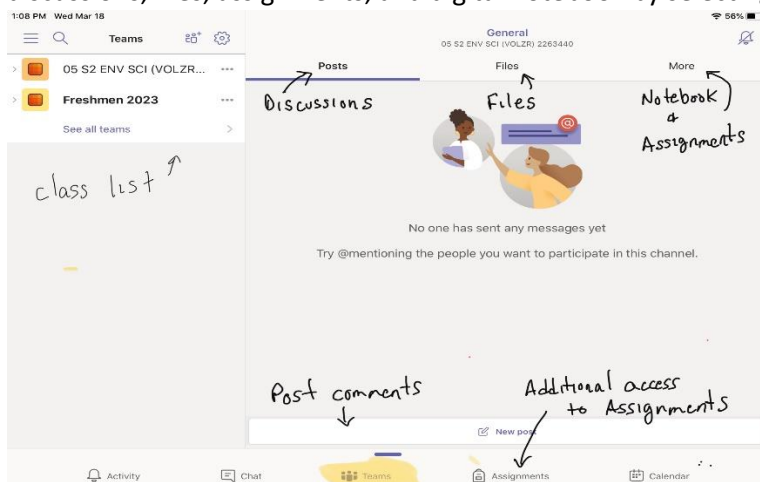 1:08 PM Wed Mar 18
56%
Teams
General
05 S2 ENV SCI (VOLZR) 2263440
05 S2 ENV SCI (VOLZR...
Freshmen 2023
See all teams
class list
Posts
Files
More
Discussions
Files
Notebook
&
Assignments
@
No one has sent any messages yet
Try @mentioning the people you want to participate in this channel.
Post comments
Additional access
to Assignments
New post
Activity
Chat
Teams
Assignments
Calendar